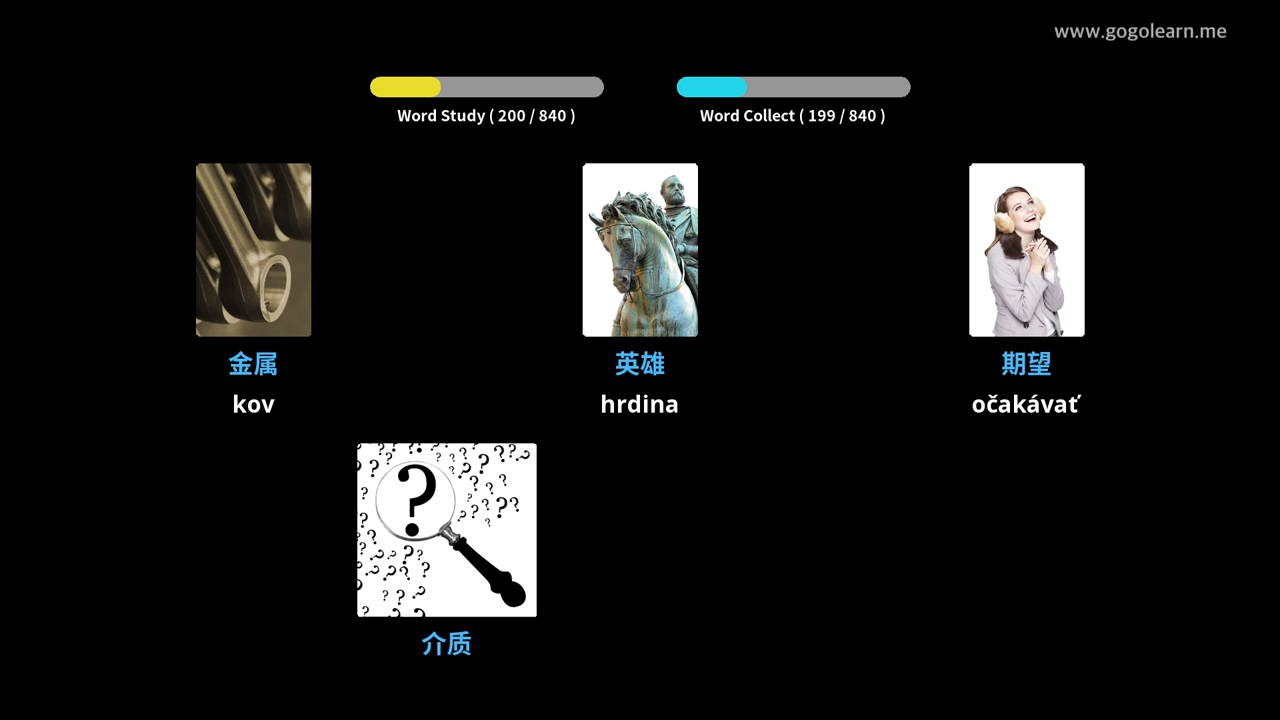 www.gogolearn.me
Word Study ( 200 / 840 )
Word Collect ( 199 / 840 )
金属
英雄
期望
kov
hrdina
očakávať
介质